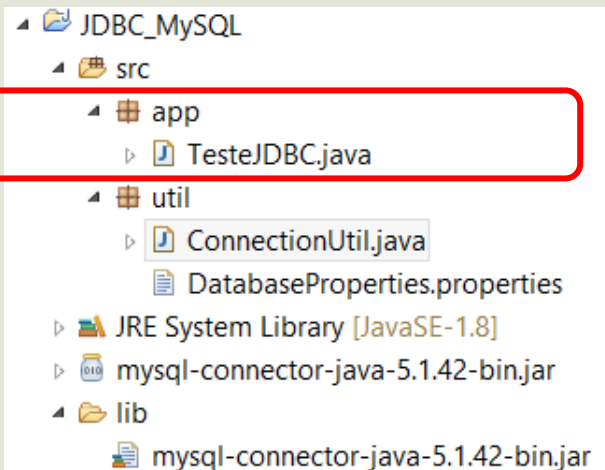 JDBC_MySQL
src
app
TesteJDBC.java
util
ConnectionUtil.java
DatabaseProperties.properties
JRE System Library [JavaSE-1.8]
mysql-connector-java-5.1.42-bin.jar
lib
mysql-connector-java-5.1.42-bin.jar